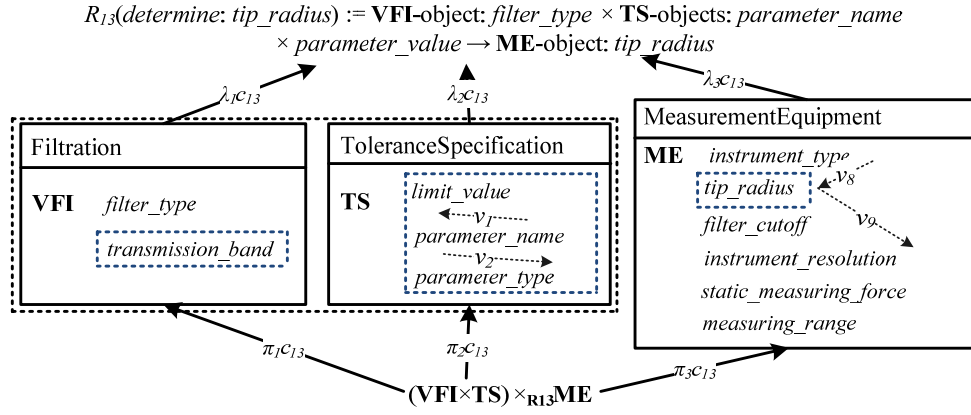 R13(determine: tip_radius) := VFI-object: filter_type × TS-objects: parameter_name
× parameter_value → ME-object: tip_radius
λ1c13
λ2c13
λ3c13
Filtration
VFI
filter_type
transmission_band
ToleranceSpecification
TS
limit_value
v1
parameter_name
v2
parameter_type
MeasurementEquipment
ME
instrument_type
v8
tip_radius
v9
filter_cutoff
instrument_resolution
static_measuring_force
measuring_range
π1c13
π2c13
π3c13
(VFI×TS) ×R13ME